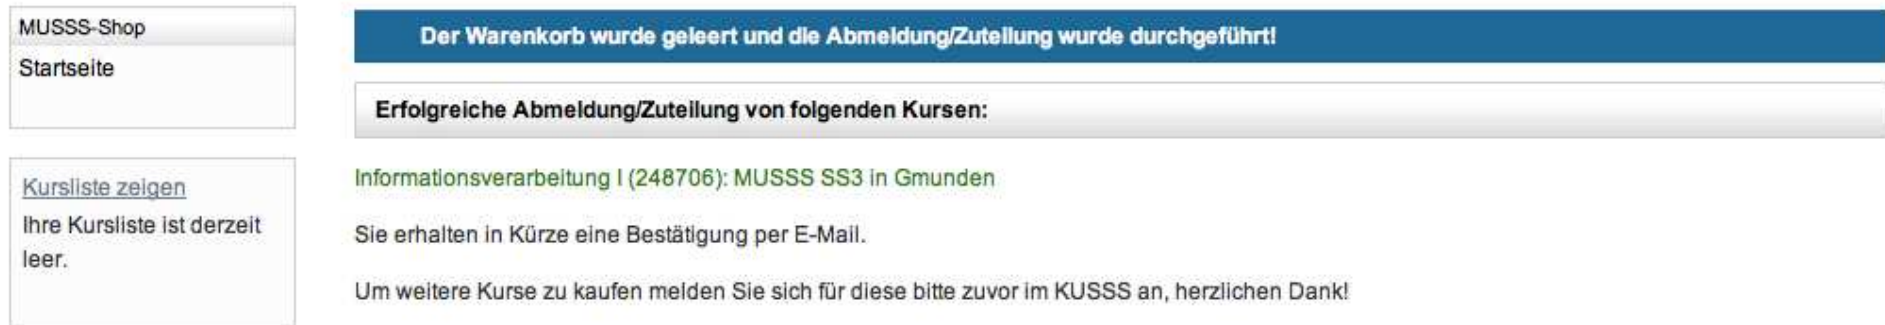 MUSSS-Shop
Startseite
Kursliste zeigen
Ihre Kursliste ist derzeit
leer.
Der Warenkorb wurde geleert und die Abmeldung/Zuteilung wurde durchgeführt!
Erfolgreiche Abmeldung/Zuteilung von folgenden Kursen:
Informationsverarbeitung I (248706): MUSSS SS3 in Gmunden
Sie erhalten in Kürze eine Bestätigung per E-Mail.
Um weitere Kurse zu kaufen melden Sie sich für diese bitte zuvor im KUSSS an, herzlichen Dank!